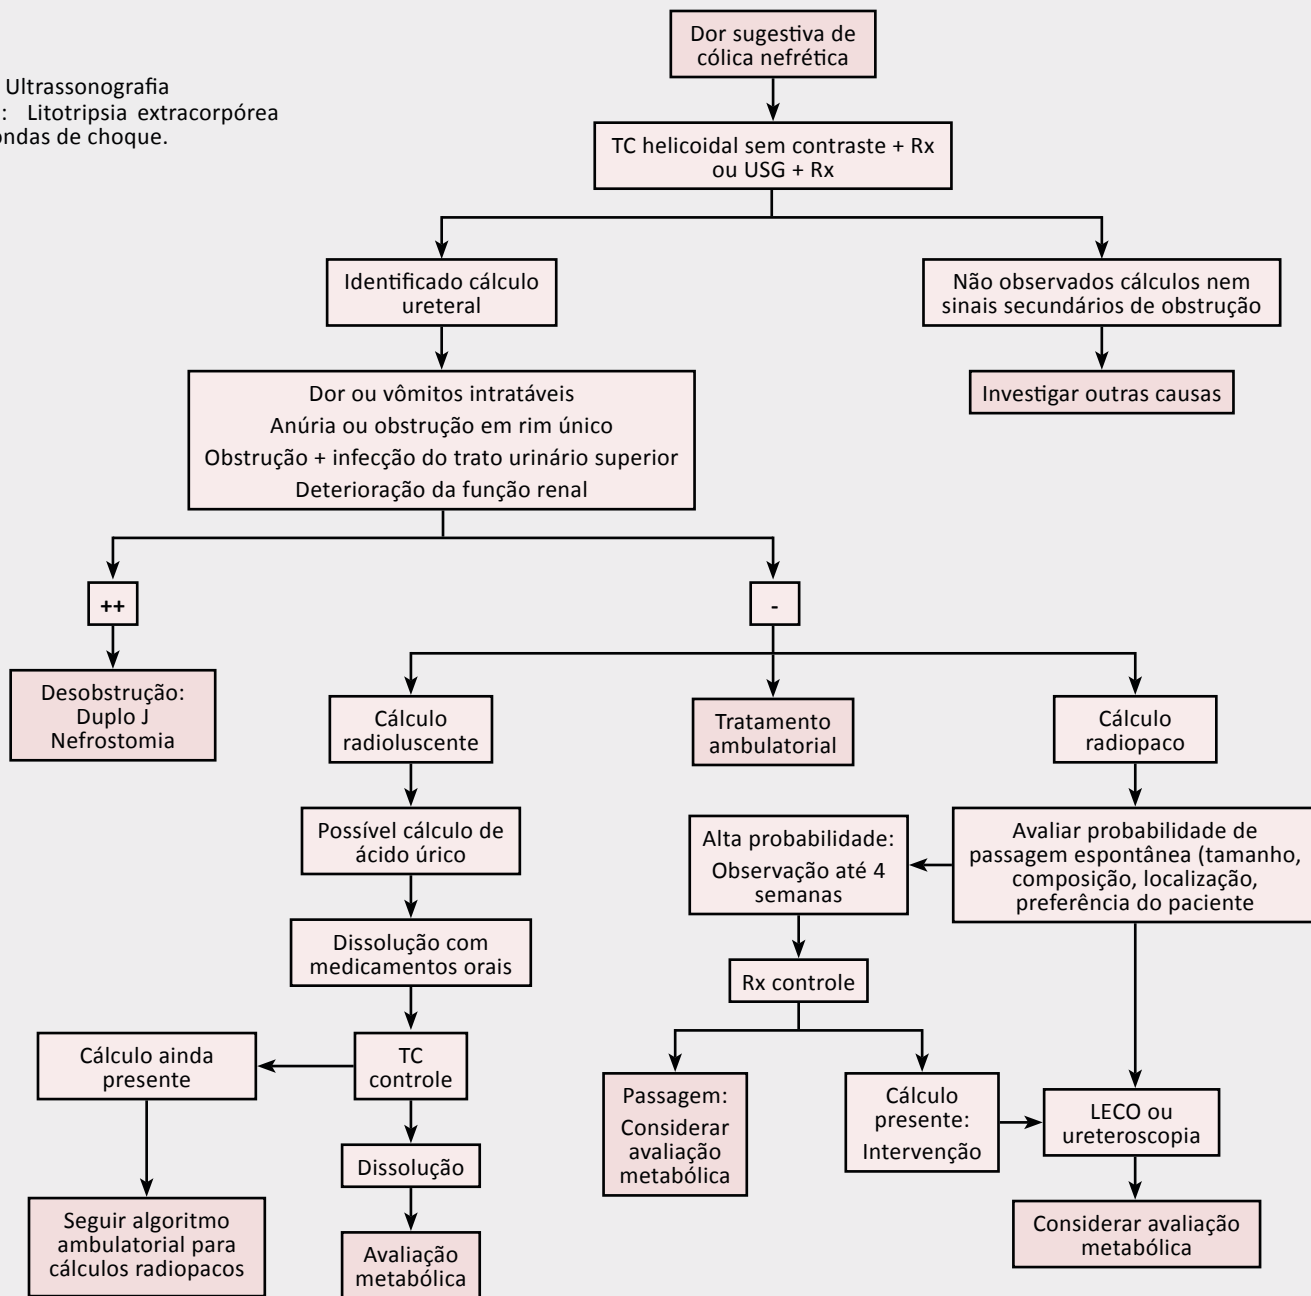 Dor sugestiva de
cólica nefrética
Ultrassonografia
: Litotripsia extracorpórea
ondas de choque.
TC helicoidal sem contraste + Rx
ou USG + Rx
Identificado cálculo
ureteral
Não observados cálculos nem
sinais secundários de obstrução
Dor ou vômitos intratáveis
Anúria ou obstrução em rim único
Obstrução + infecção do trato urinário superior
Deterioração da função renal
Investigar outras causas
++
-
Desobstrução:
Duplo J
Nefrostomia
Cálculo
radioluscente
Tratamento
ambulatorial
Cálculo
radiopaco
Possível cálculo de
ácido úrico
Alta probabilidade:
Observação até 4
semanas
Avaliar probabilidade de
passagem espontânea (tamanho,
composição, localização,
preferência do paciente
Dissolução com
medicamentos orais
Rx controle
Cálculo ainda
presente
TC
controle
Passagem:
Considerar
avaliação
metabólica
Cálculo
presente:
Intervenção
LECO ou
ureteroscopia
Dissolução
Seguir algoritmo
ambulatorial para
cálculos radiopacos
Avaliação
metabólica
Considerar avaliação
metabólica